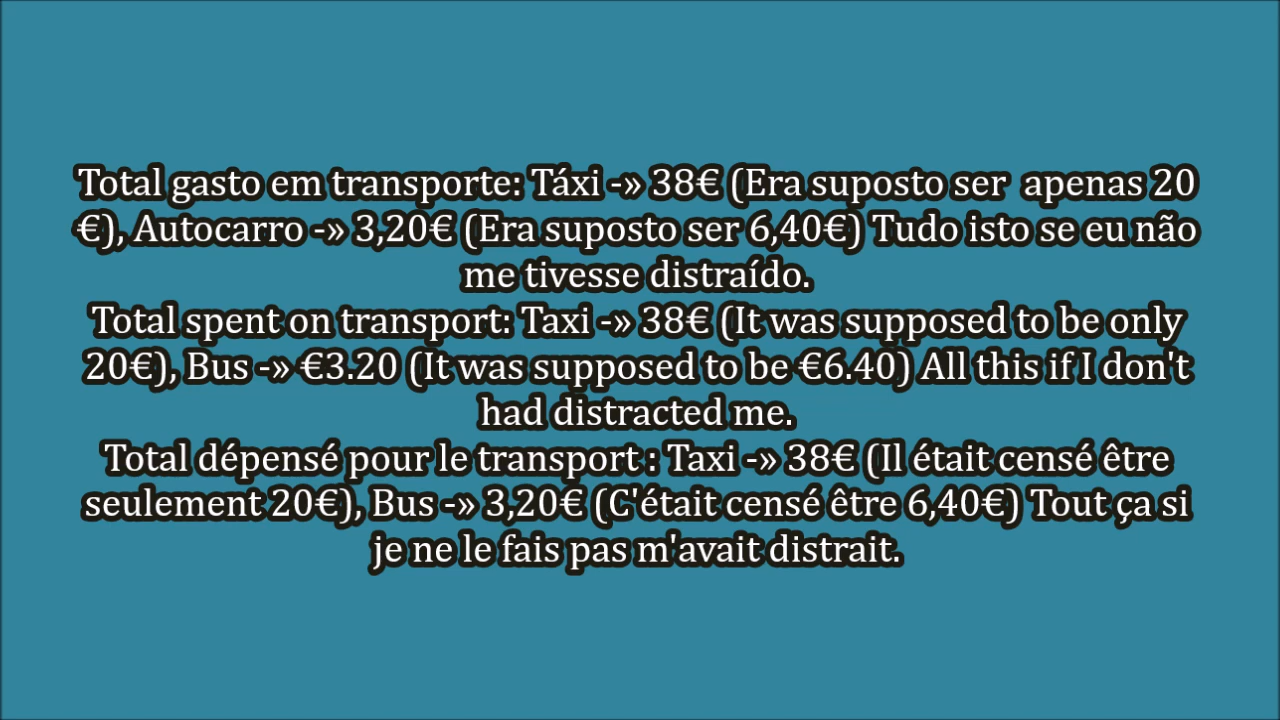 Total gasto em transporte: Táxi -» 38€ (Era suposto ser  apenas 20
€), Autocarro -» 3,20€ (Era suposto ser 6,40€) Tudo isto se eu não
me tivesse distraído.
Total spent on transport: Taxi -» 38€ (It was supposed to be only
20€), Bus -» €3.20 (It was supposed to be €6.40) All this if I don't
had distracted me.
Total dépensé pour le transport : Taxi -» 38€ (Il était censé être
seulement 20€), Bus -» 3,20€ (C'était censé être 6,40€) Tout ça si
je ne le fais pas m'avait distrait.